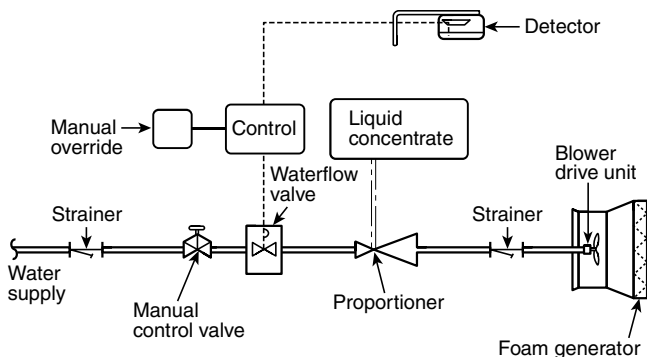 Detector
Manual
override
Control
Liquid
concentrate
Blower
drive unit
Waterflow
valve
Strainer
Strainer
Water
supply
Manual
control valve
Proportioner
Foam generator